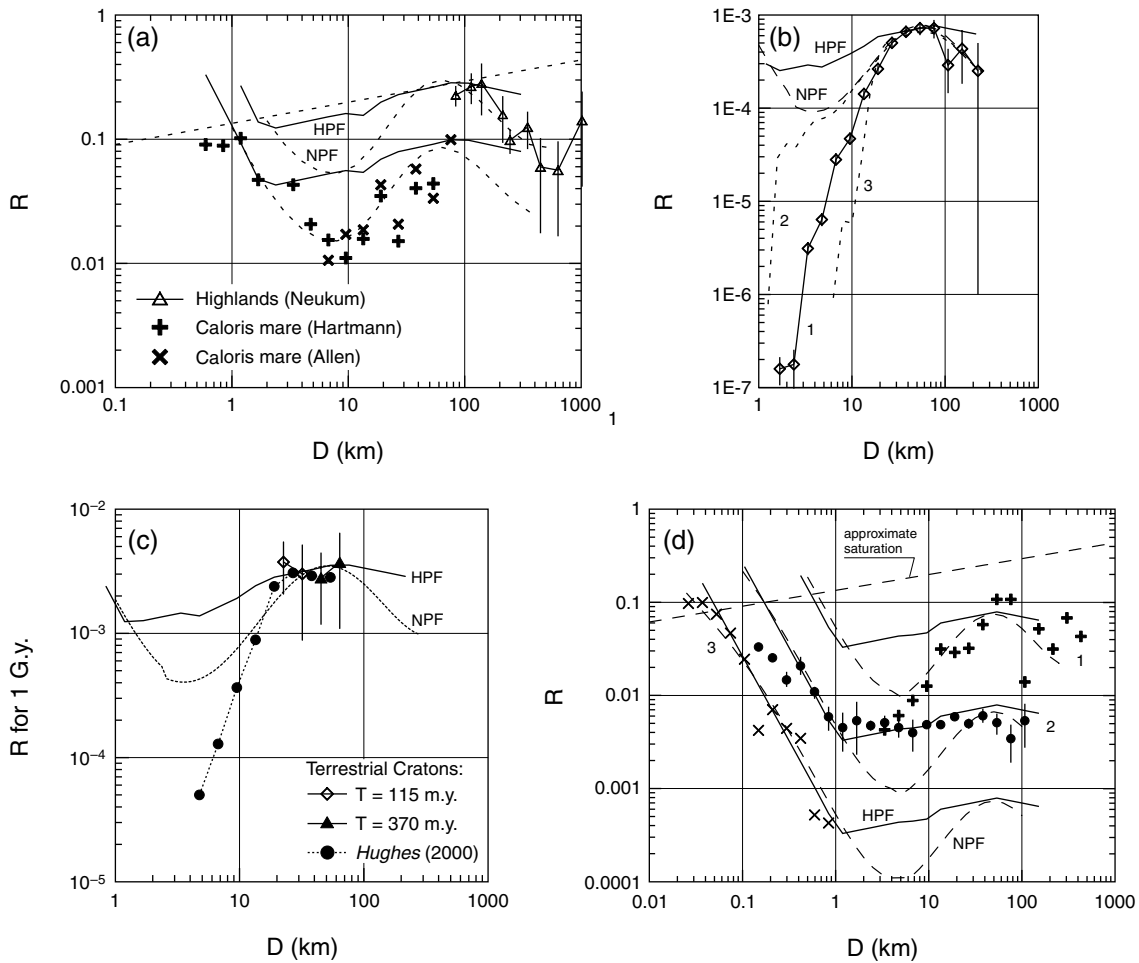 (a)
1
0.1
0.01
0.001
R
HPF
NPF
Highlands (Neukum)
Caloris mare (Hartmann)
Caloris mare (Allen)
0.1
1
10
100
1000
1
D (km)
(b)
1E-3
1E-4
1E-5
1E-6
1E-7
R
HPF
NPF
2
3
1
1
10
100
1000
D (km)
(c)
10⁻²
10⁻³
10⁻⁴
10⁻⁵
R for 1 G.y.
HPF
NPF
Terrestrial Cratons:
T = 115 m.y.
T = 370 m.y.
Hughes (2000)
1
10
100
1000
D (km)
(d)
1
0.1
0.01
0.001
0.0001
R
approximate
saturation
3
1
2
HPF
NPF
0.01
0.1
1
10
100
1000
D (km)